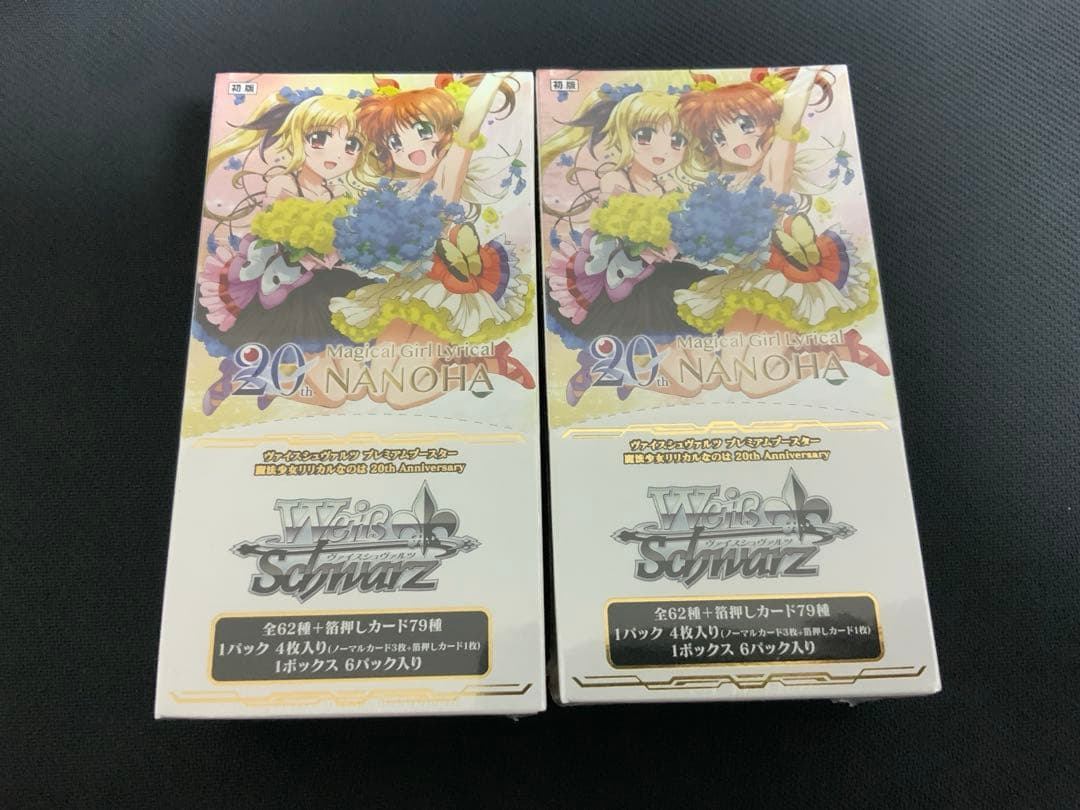 初版
20th
Magical Girl Lyrical
NANOHA
ヴァイスシュヴァルツ プレミアムブースター
魔法少女リリカルなのは 20th Anniversary
Weiß
ヴァイスシュヴァルツ
Schwarz
全62種+箔押しカード79種
1パック 4枚入り(ノーマルカード3枚+箔押しカード1枚)
1ボックス 6パック入り
初版
20th
Magical Girl Lyrical
NANOHA
ヴァイスシュヴァルツ プレミアムブースター
魔法少女リリカルなのは 20th Anniversary
Weiß
ヴァイスシュヴァルツ
Schwarz
全62種+箔押しカード79種
1パック 4枚入り(ノーマルカード3枚+箔押しカード1枚)
1ボックス 6パック入り